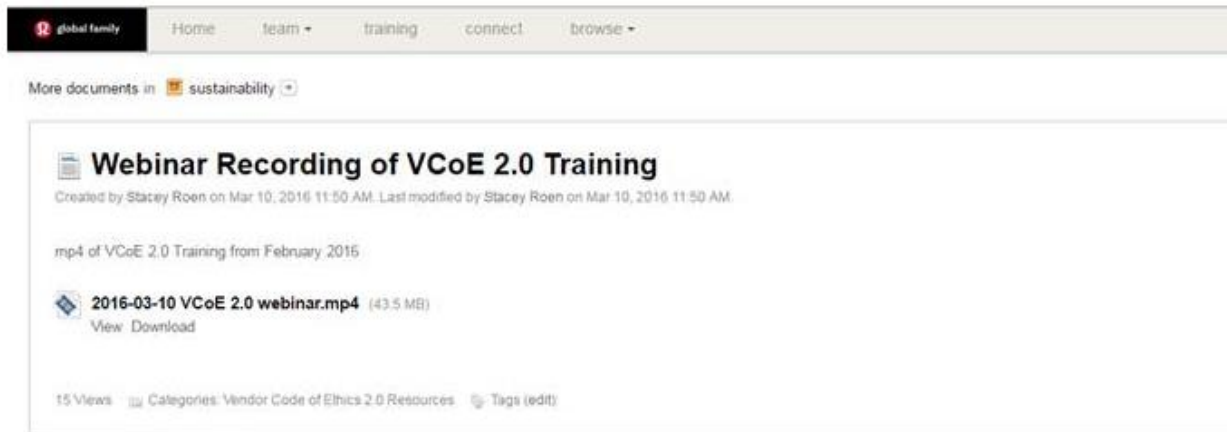 global family Home team training connect browse
More documents in sustainability
Webinar Recording of VCoE 2.0 Training
Created by Stacey Roen on Mar 10, 2016 11:50 AM. Last modified by Stacey Roen on Mar 10, 2016 11:50 AM.
mp4 of VCoE 2.0 Training from February 2016
2016-03-10 VCoE 2.0 webinar.mp4 (43.5 MB)
View Download
15 Views Categories: Vendor Code of Ethics 2.0 Resources Tags (edit)